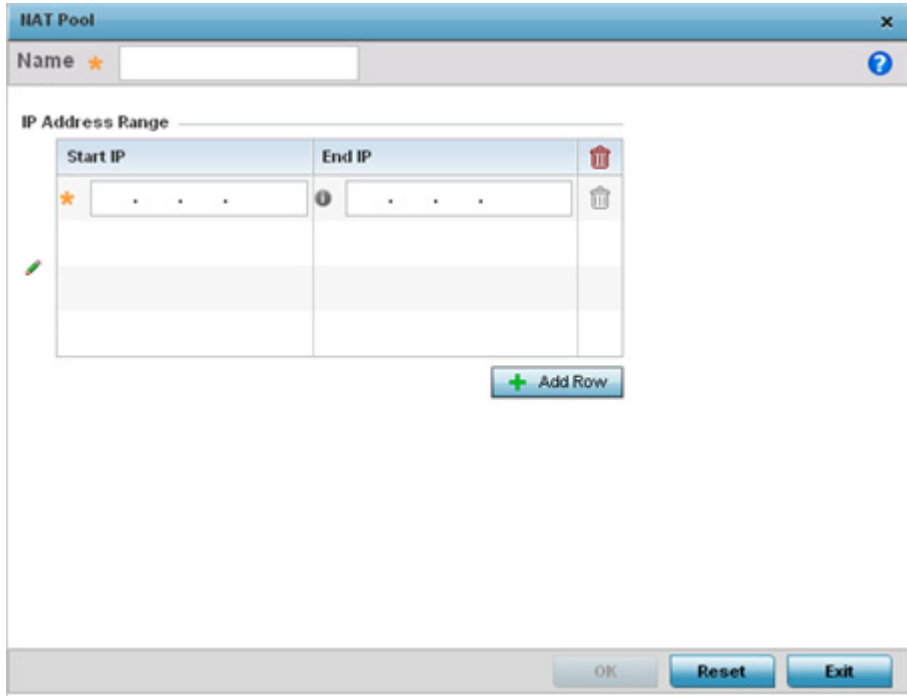 NAT Pool
Name
IP Address Range
Start IP End IP
. . . . . .
Add Row
OK Reset Exit